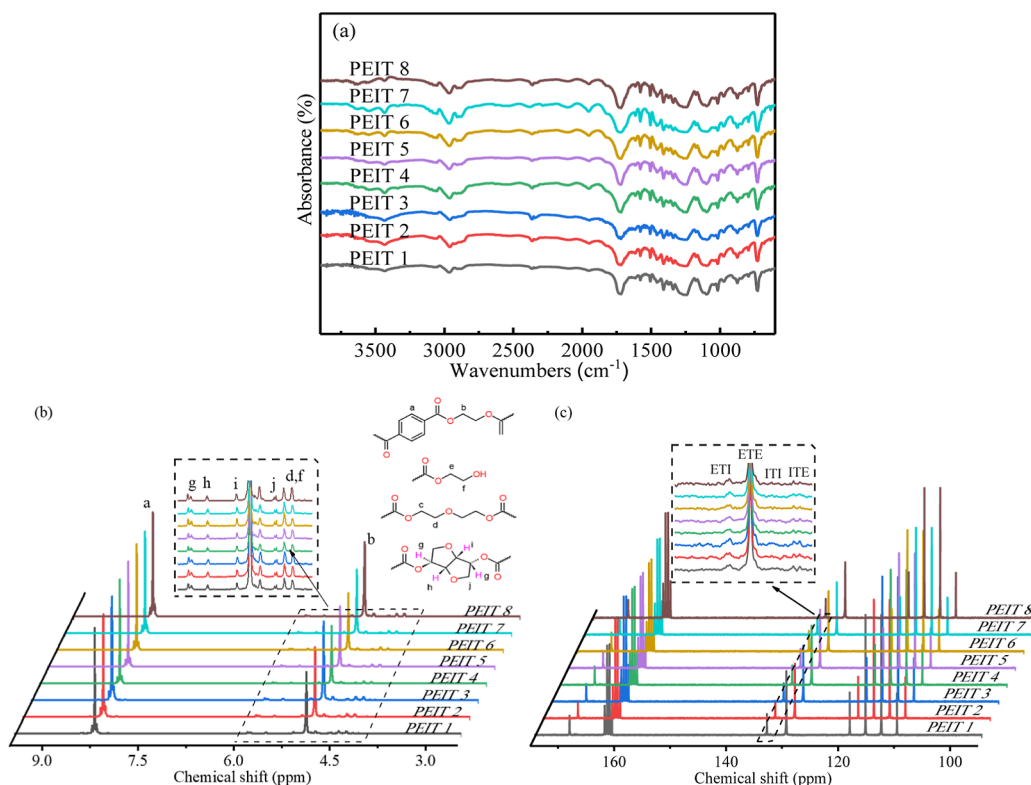 (a)
PEIT 8
PEIT 7
PEIT 6
PEIT 5
PEIT 4
PEIT 3
PEIT 2
PEIT 1
Absorbance (%)
3500 3000 2500 2000 1500 1000
Wavenumbers (cm⁻¹)
(b)
a
g h i j d,f
b
PEIT 8
PEIT 7
PEIT 6
PEIT 5
PEIT 4
PEIT 3
PEIT 2
PEIT 1
9.0 7.5 6.0 4.5 3.0
Chemical shift (ppm)
a O b O
O
O
O e OH
O f
O c O O
O d O
g O H i O
O H H O
h O j H g
(c)
ETE
ETI ITI ITE
PEIT 8
PEIT 7
PEIT 6
PEIT 5
PEIT 4
PEIT 3
PEIT 2
PEIT 1
160 140 120 100
Chemical shift (ppm)